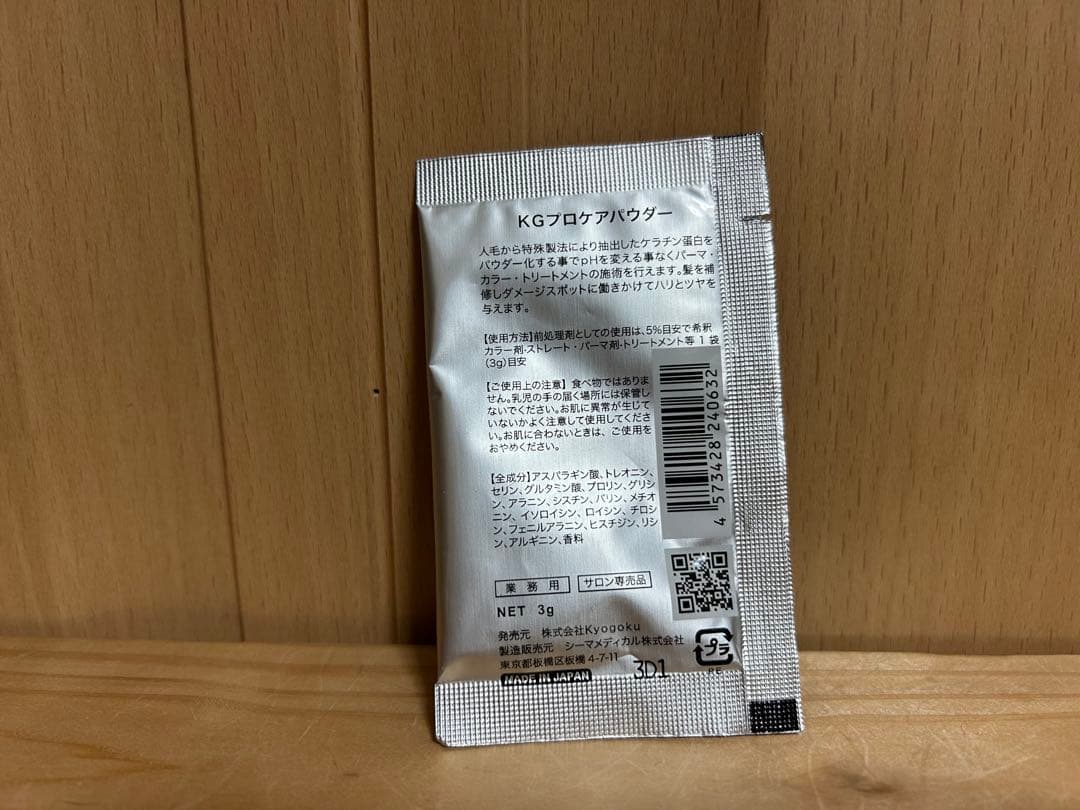 KGプロケアパウダー
人毛から特殊製法により抽出したケラチン蛋白を
パウダー化する事でpHを変える事なくパーマ・
カラー・トリートメントの施術を行えます。髪を補
修しダメージスポットに働きかけてハリとツヤを
与えます。
【使用方法】前処理剤としての使用は、5%目安で希釈
カラー剤・ストレート・パーマ剤・トリートメント等 1 袋
(3g)目安
【ご使用上の注意】 食べ物ではありま
せん。乳児の手の届く場所には保管し
ないでください。お肌に異常が生じて
いないかよく注意して使用してくださ
い。お肌に合わないときは、ご使用を
おやめください。
【全成分】アスパラギン酸、トレオニン、
セリン、グルタミン酸、プロリン、グリシ
ン、アラニン、シスチン、バリン、メチオ
ニン、イソロイシン、ロイシン、チロシ
ン、フェニルアラニン、ヒスチジン、リシ
ン、アルギニン、香料
4 573428 240632
業務用 サロン専売品
NET 3g
発売元 株式会社Kyogoku
製造販売元 シーマメディカル株式会社
東京都板橋区板橋 4-7-11
MADE IN JAPAN
3D1
プラ
PE